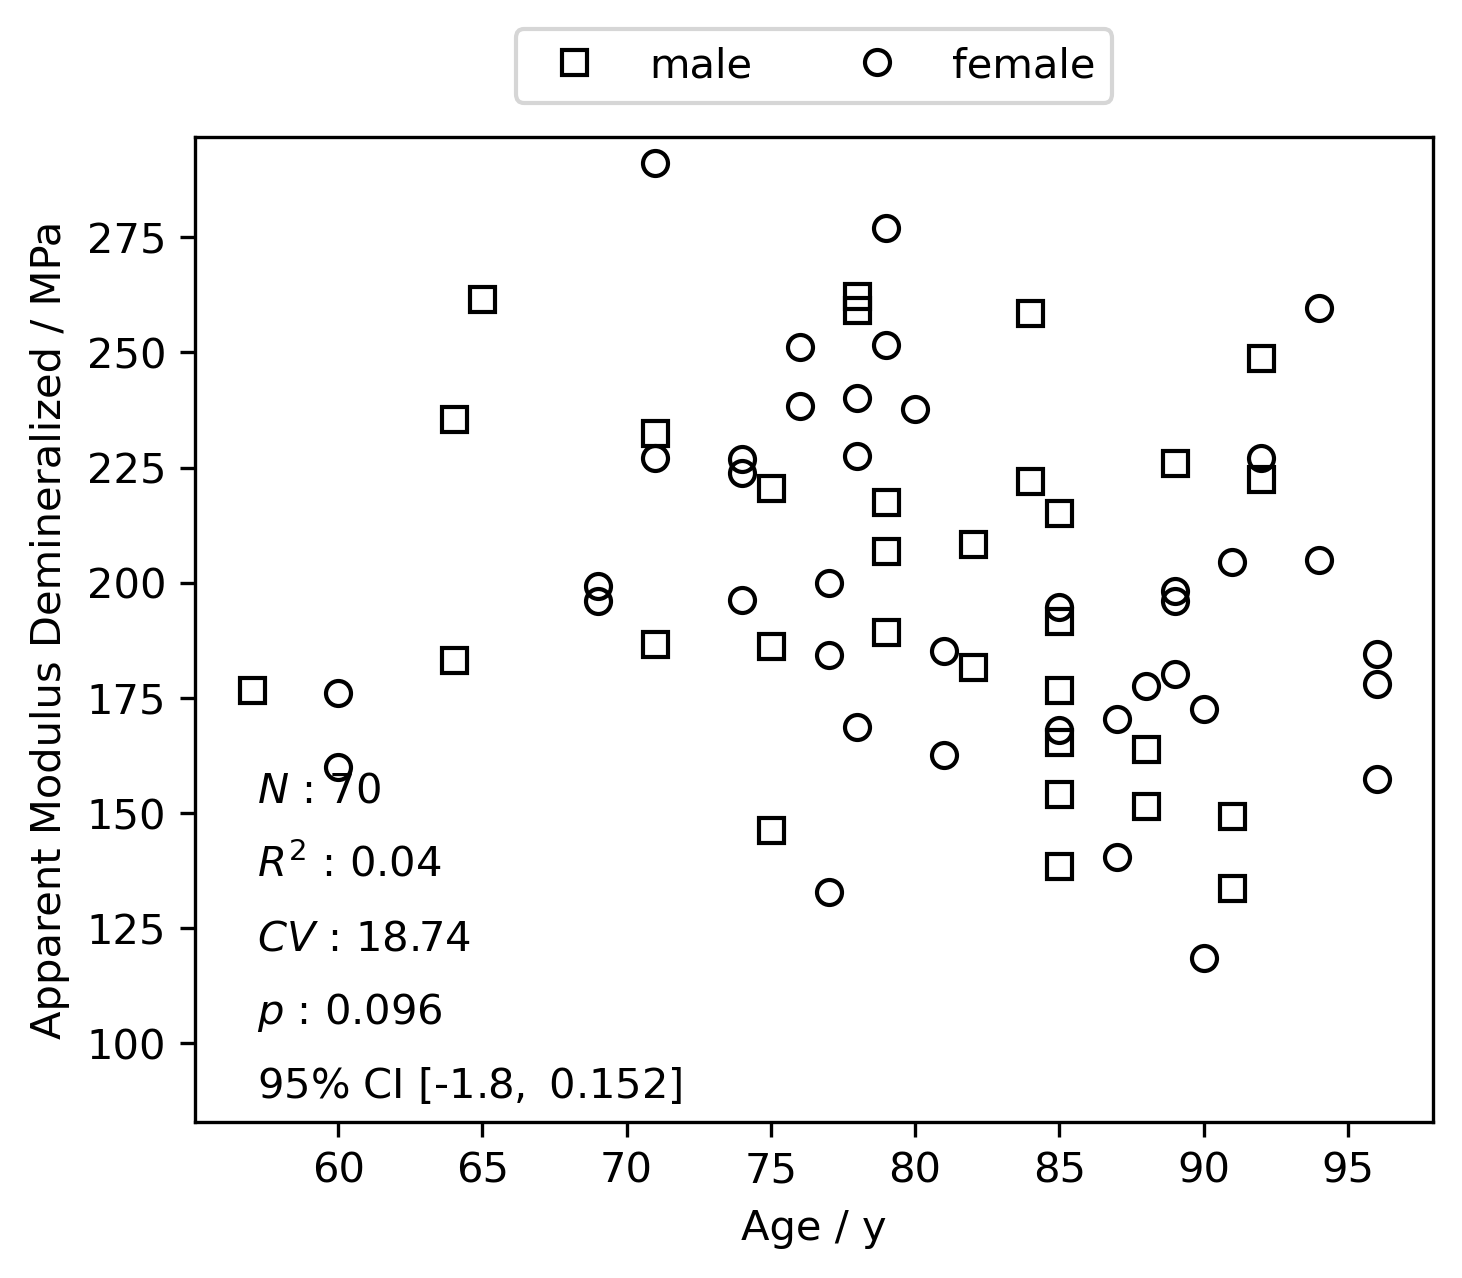 male female
Apparent Modulus Demineralized / MPa
275
250
225
200
175
150
125
100
N : 70
R² : 0.04
CV : 18.74
p : 0.096
95% CI [-1.8, 0.152]
60 65 70 75 80 85 90 95
Age / y